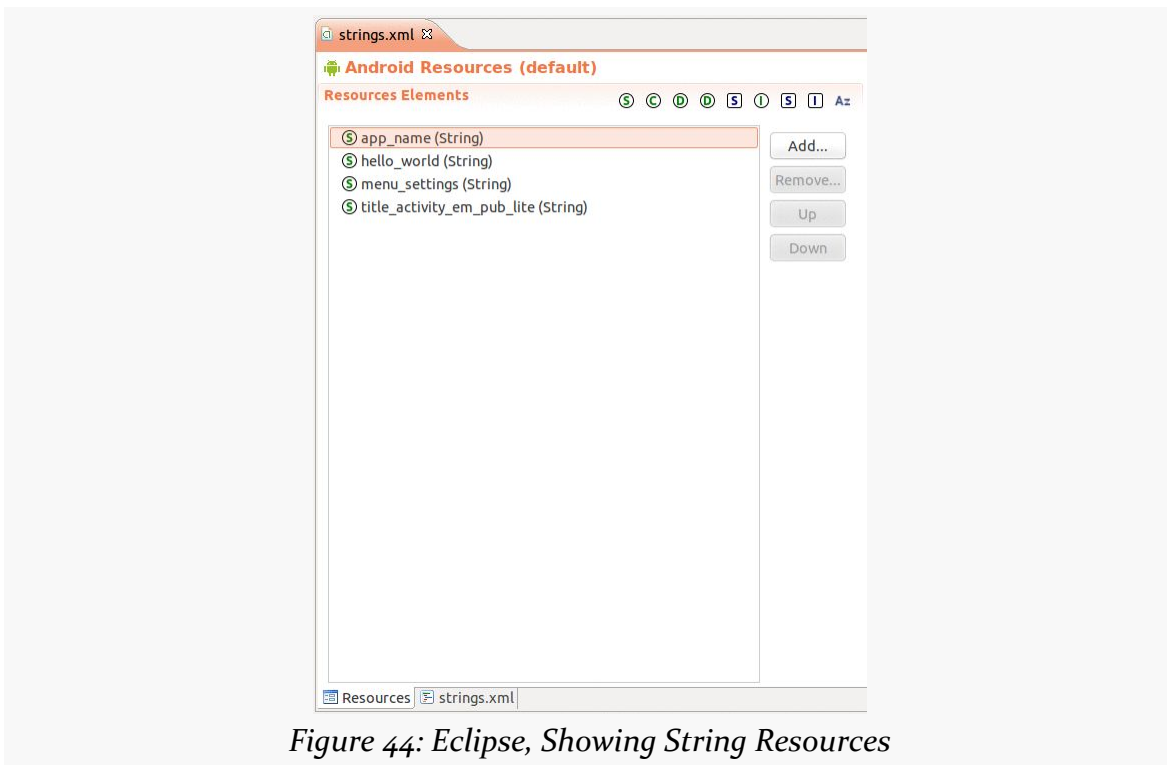 strings.xml
Android Resources (default)
Resources Elements
S C D D S I S I Az
S app_name (String)
S hello_world (String)
S menu_settings (String)
S title_activity_em_pub_lite (String)
Add...
Remove...
Up
Down
Resources strings.xml
Figure 44: Eclipse, Showing String Resources